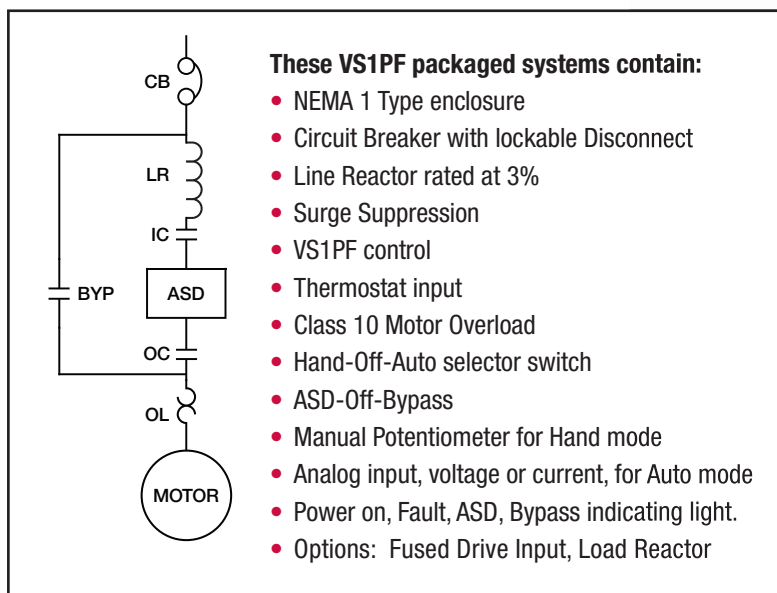 CB
LR
IC
BYP
ASD
OC
OL
MOTOR
These VS1PF packaged systems contain:
• NEMA 1 Type enclosure
• Circuit Breaker with lockable Disconnect
• Line Reactor rated at 3%
• Surge Suppression
• VS1PF control
• Thermostat input
• Class 10 Motor Overload
• Hand-Off-Auto selector switch
• ASD-Off-Bypass
• Manual Potentiometer for Hand mode
• Analog input, voltage or current, for Auto mode
• Power on, Fault, ASD, Bypass indicating light.
• Options: Fused Drive Input, Load Reactor